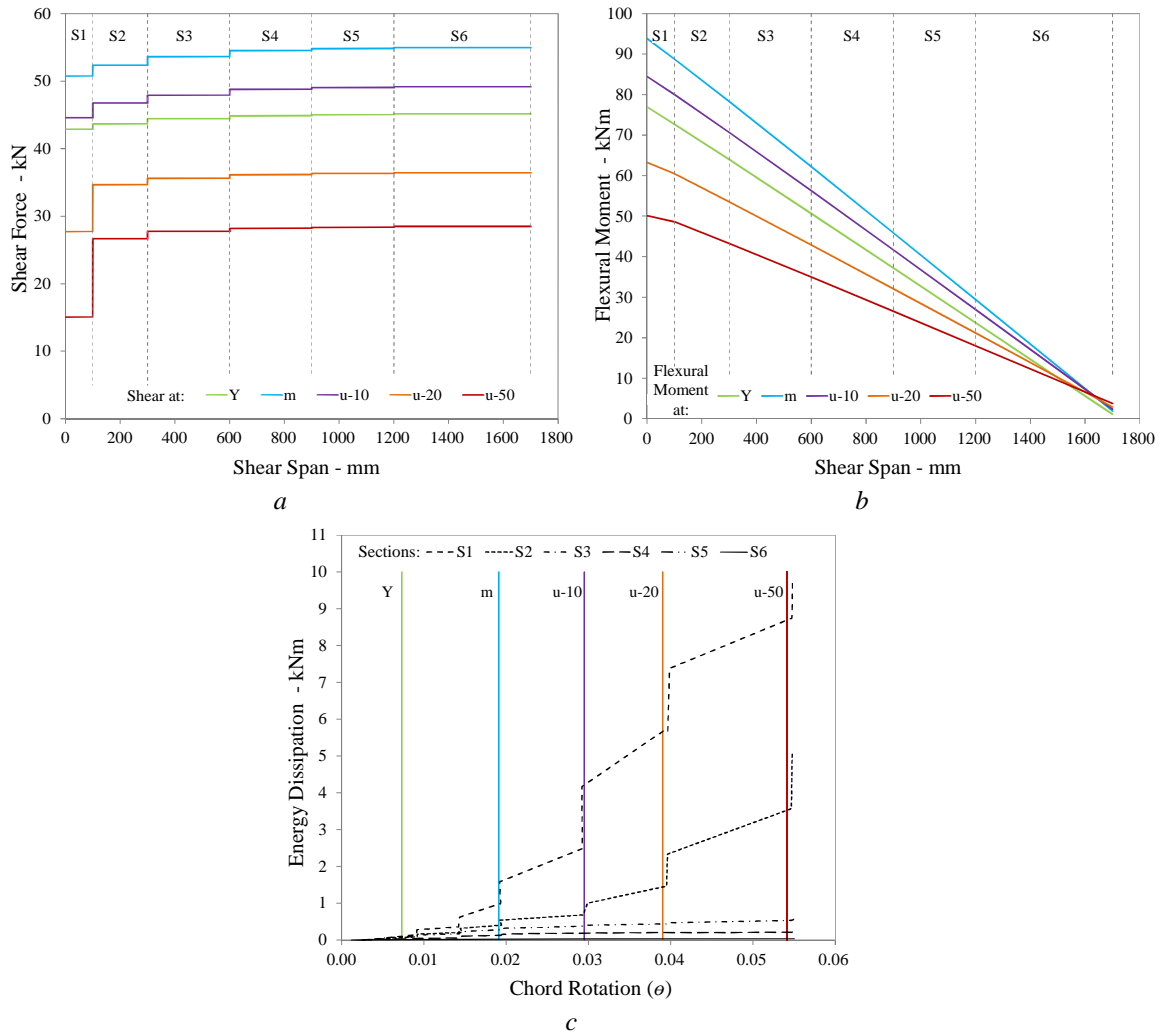 60
50
40
30
20
10
0
Shear Force - kN
S1 S2 S3 S4 S5 S6
Shear at: Y m u-10 u-20 u-50
0 200 400 600 800 1000 1200 1400 1600 1800
Shear Span - mm
a
100
90
80
70
60
50
40
30
20
10
0
Flexural Moment - kNm
S1 S2 S3 S4 S5 S6
Flexural
Moment
at:
Y m u-10 u-20 u-50
0 200 400 600 800 1000 1200 1400 1600 1800
Shear Span - mm
b
11
10
9
8
7
6
5
4
3
2
1
0
Energy Dissipation - kNm
Sections: S1 S2 S3 S4 S5 S6
Y m u-10 u-20 u-50
0.00 0.01 0.02 0.03 0.04 0.05 0.06
Chord Rotation (ө)
c